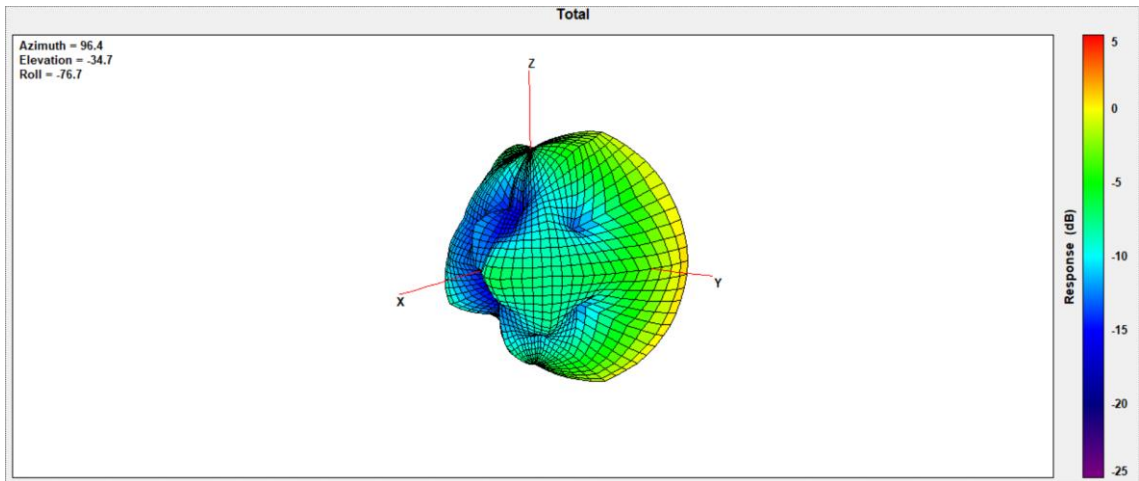 Total
Azimuth = 96.4
Elevation = -34.7
Roll = -76.7
Z
X
Y
5
0
-5
-10
-15
-20
-25
Response (dB)